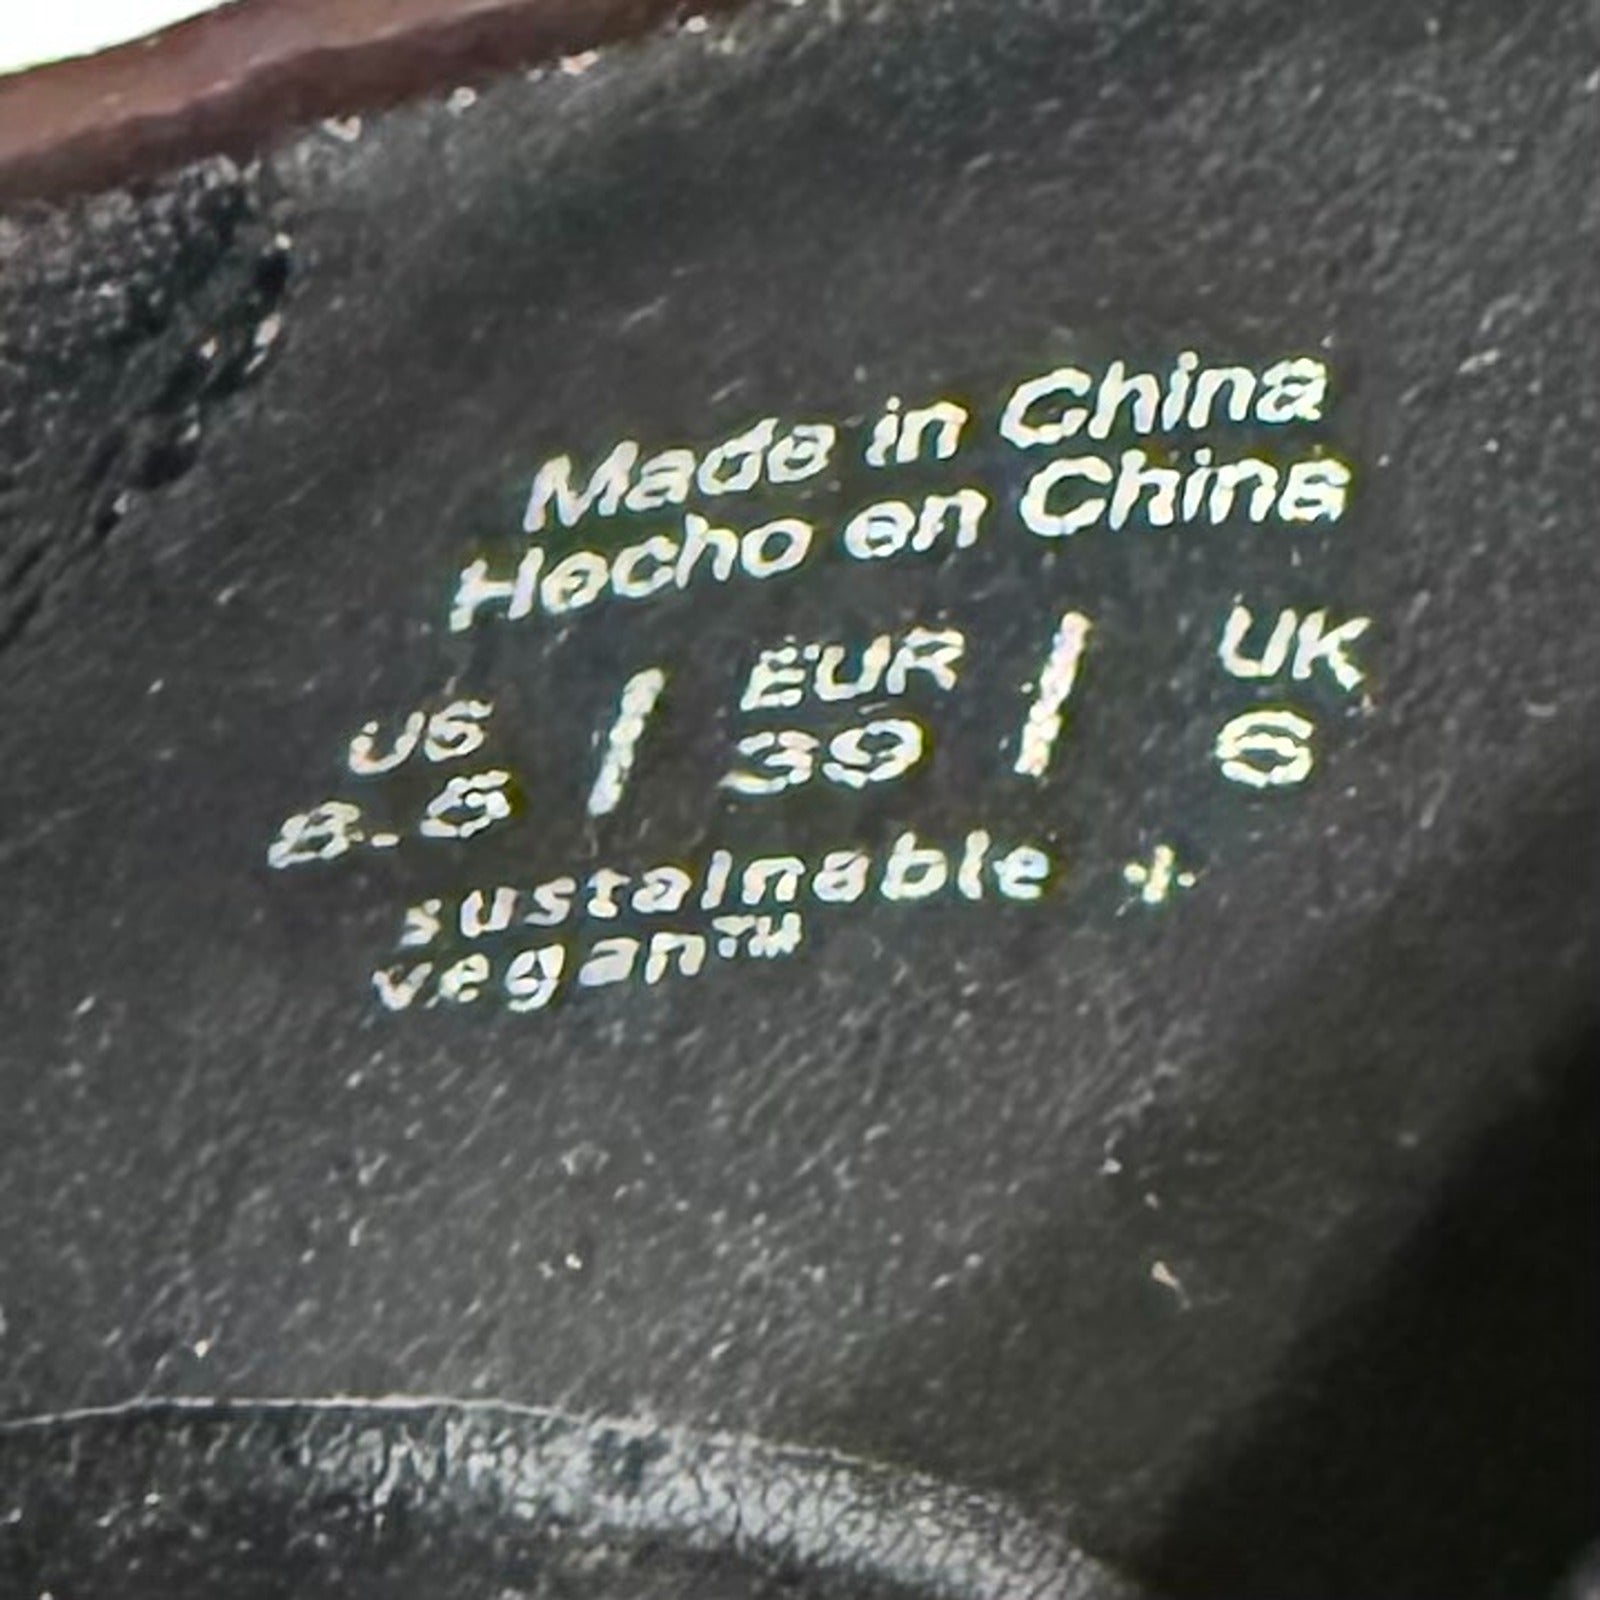 Made in China
Hecho en China
US / EUR / UK
8.5 39 6
sustainable +
vegan™